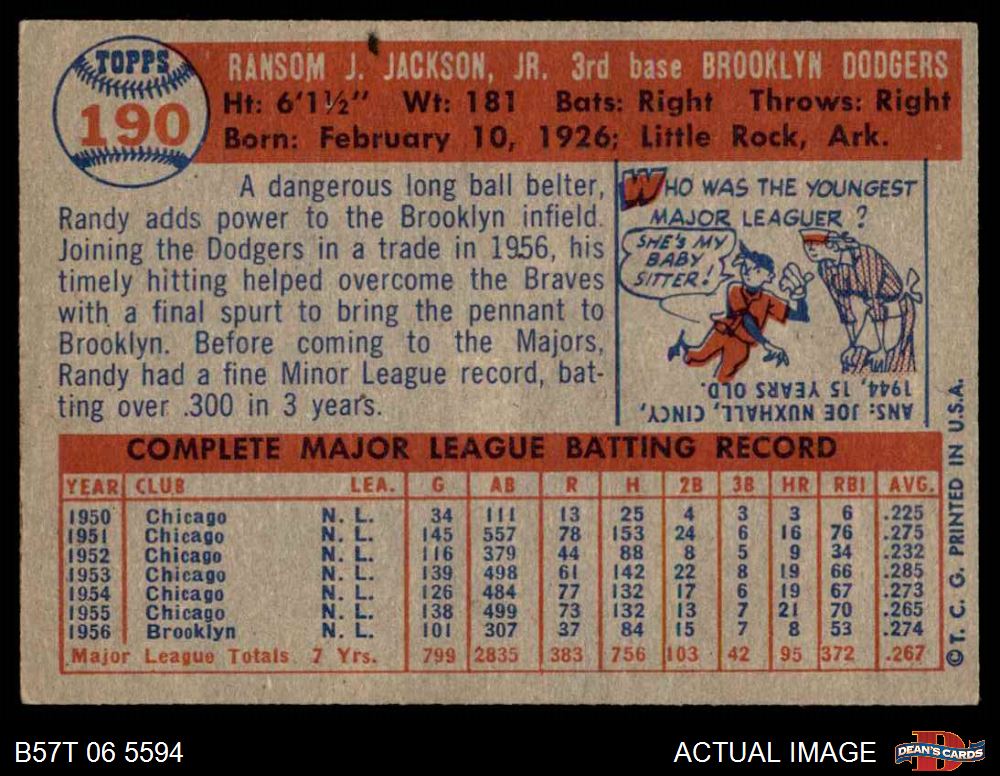 TOPPS
190
RANSOM J. JACKSON, JR. 3rd base BROOKLYN DODGERS
Ht: 6'1½" Wt: 181 Bats: Right Throws: Right
Born: February 10, 1926; Little Rock, Ark.
A dangerous long ball belter,
Randy adds power to the Brooklyn infield.
Joining the Dodgers in a trade in 1956, his
timely hitting helped overcome the Braves
with a final spurt to bring the pennant to
Brooklyn. Before coming to the Majors,
Randy had a fine Minor League record, bat-
ting over .300 in 3 years.
WHO WAS THE YOUNGEST
MAJOR LEAGUER ?
SHE'S MY
BABY
SITTER!
ANS: JOE NUXHALL, CINCY,
1944, 15 YEARS OLD.
COMPLETE MAJOR LEAGUE BATTING RECORD
YEAR CLUB LEA. G AB R H 2B 3B HR RBI AVG.
1950 Chicago N. L. 34 111 13 25 4 3 3 6 .225
1951 Chicago N. L. 145 557 78 153 24 6 16 76 .275
1952 Chicago N. L. 116 379 44 88 8 5 9 34 .232
1953 Chicago N. L. 139 498 61 142 22 8 19 66 .285
1954 Chicago N. L. 126 484 77 132 17 6 19 67 .273
1955 Chicago N. L. 138 499 73 132 13 7 21 70 .265
1956 Brooklyn N. L. 101 307 37 84 15 7 8 53 .274
Major League Totals 7 Yrs. 799 2835 383 756 103 42 95 372 .267
© T. C. G. PRINTED IN U.S.A.
B57T 06 5594
ACTUAL IMAGE
D
DEAN'S CARDS